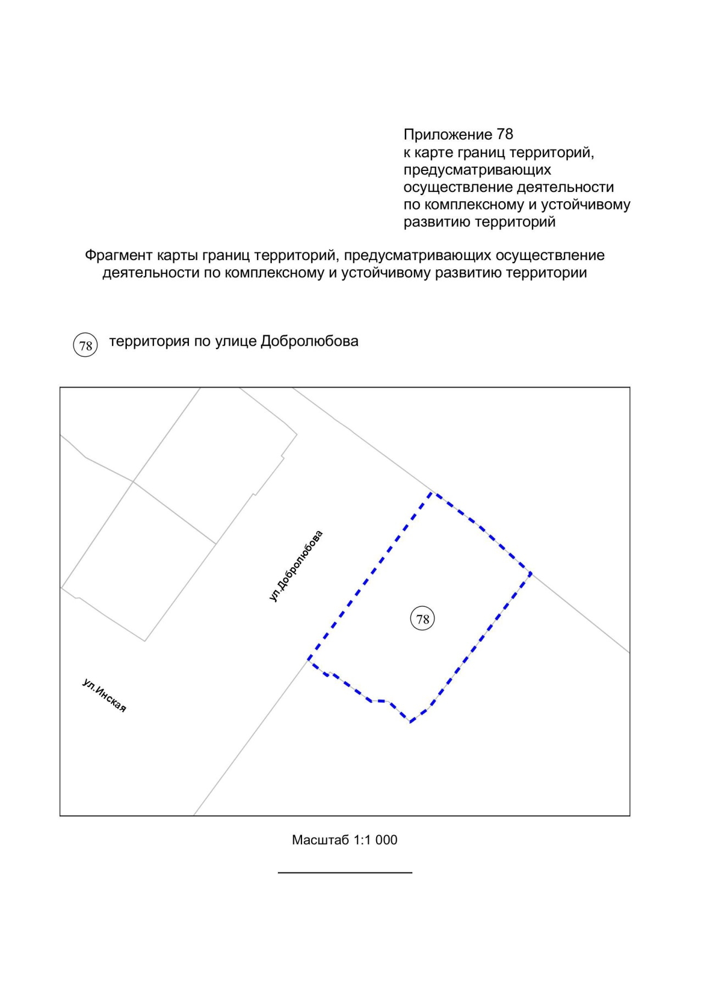 Приложение 78
к карте границ территорий,
предусматривающих
осуществление деятельности
по комплексному и устойчивому
развитию территорий
Фрагмент карты границ территорий, предусматривающих осуществление
деятельности по комплексному и устойчивому развитию территории
78 территория по улице Добролюбова
ул.Добролюбова
78
ул.Инская
Масштаб 1:1 000